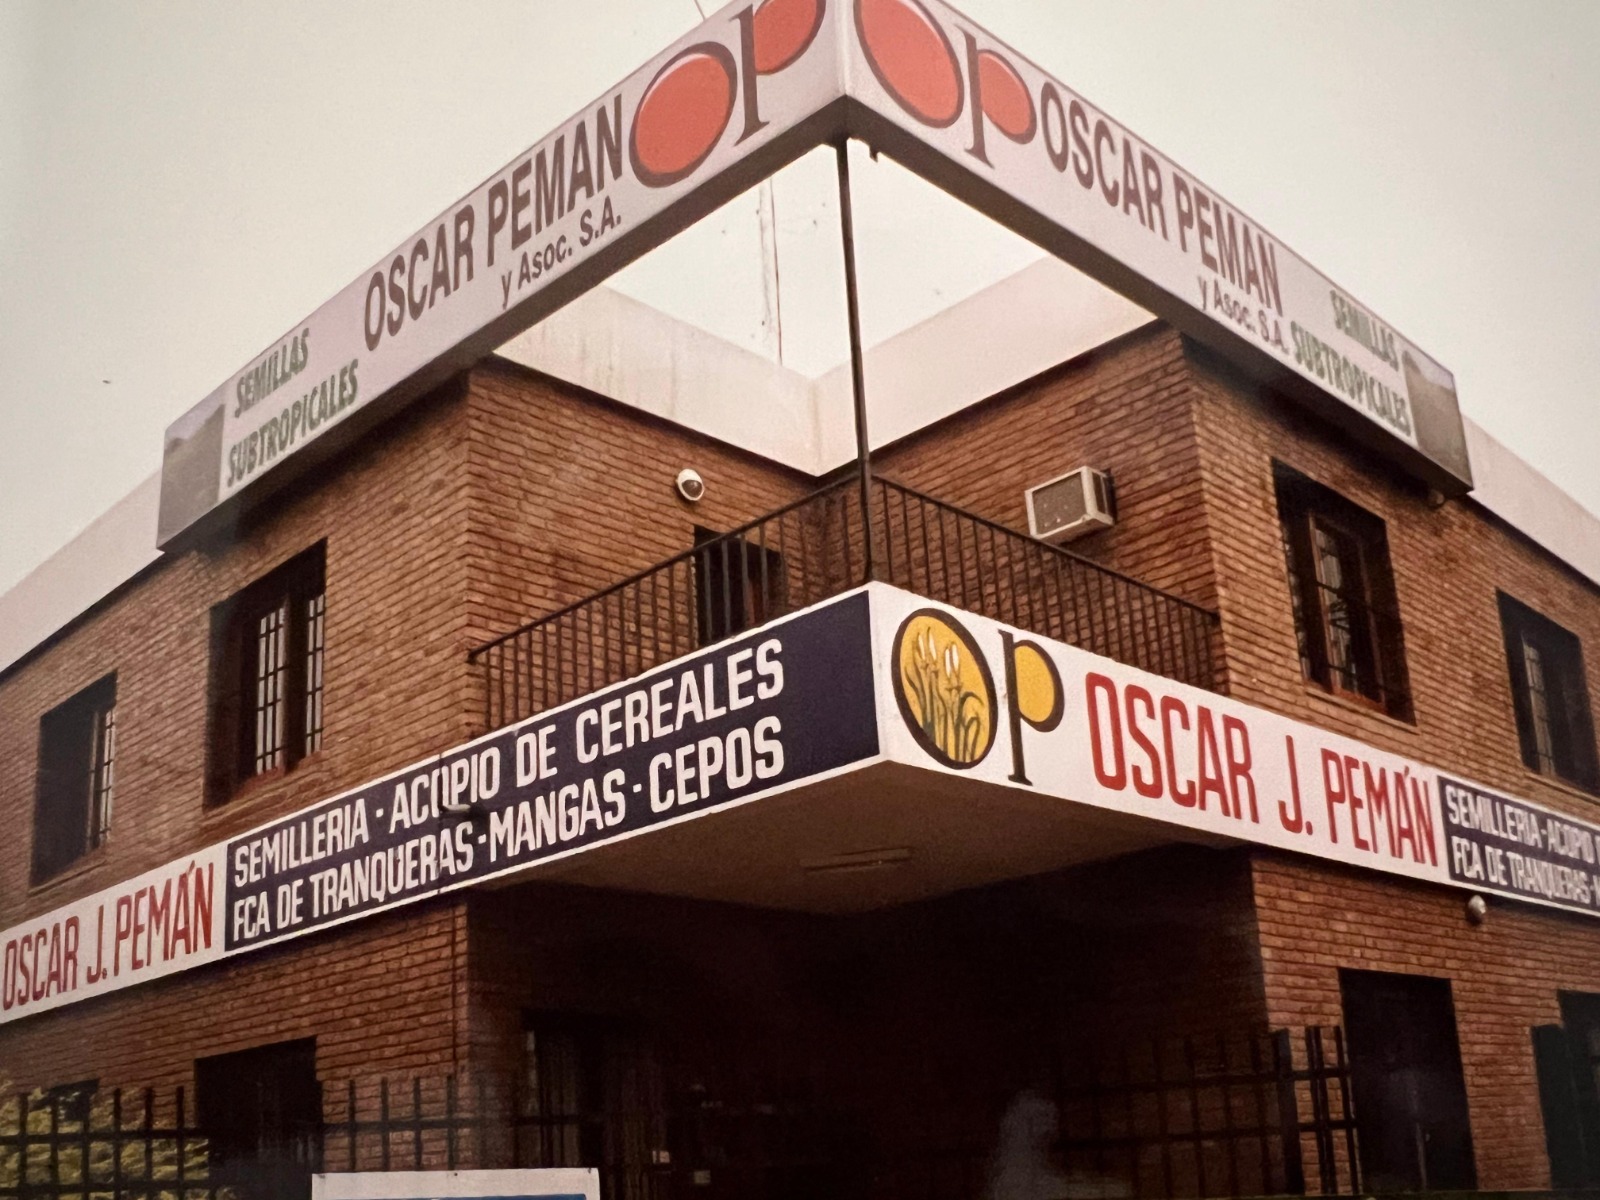 OSCAR PEMAN
y Asoc. S.A.
SEMILLAS
SUBTROPICALES
Op
Op
OSCAR PEMAN
y Asoc. S.A.
SEMILLAS
SUBTROPICALES
OSCAR J. PEMÁN
SEMILLERIA - ACOPIO DE CEREALES
FCA DE TRANQUERAS - MANGAS - CEPOS
Op
OSCAR J. PEMÁN
SEMILLERIA - ACOPIO
FCA DE TRANQUERAS -